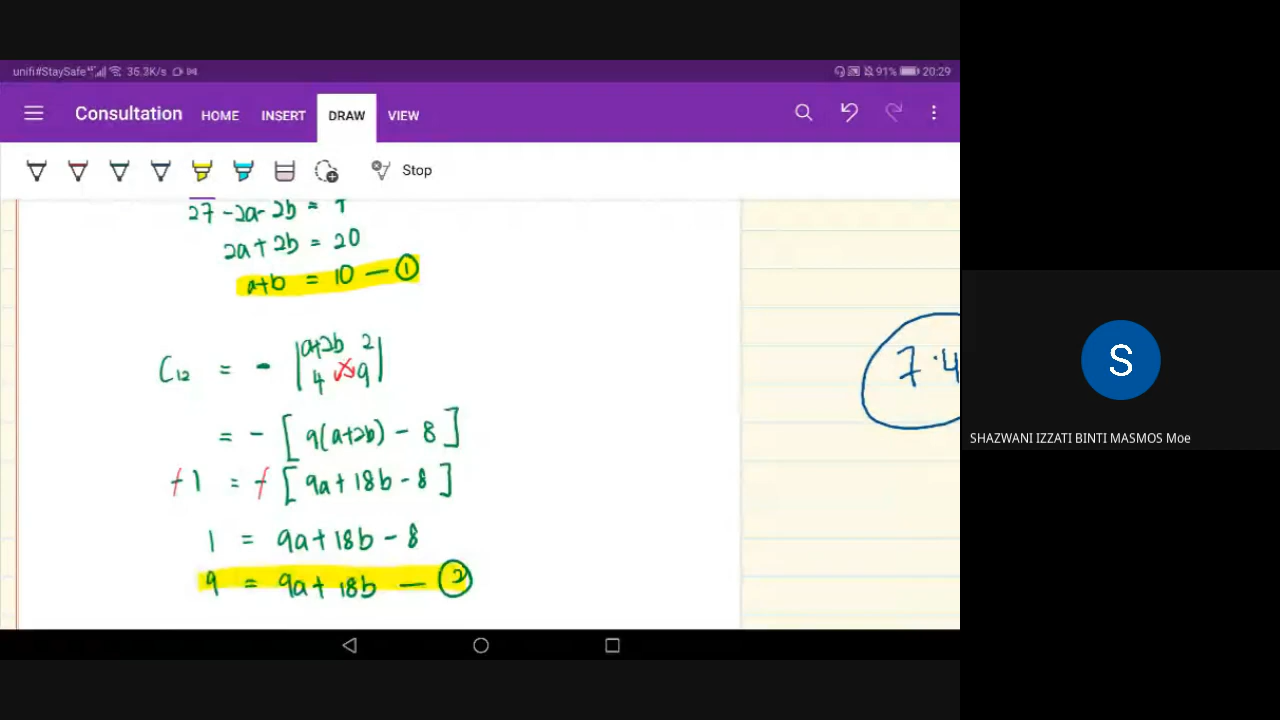 unifi#StaySafe 36.3K/s 91% 20:29
Consultation HOME INSERT DRAW VIEW
Stop
27 - 2a - 2b =
2a + 2b = 20
a+b = 10 — ①
C₁₂ = - |a+2b 2|
|4 9|
= - [ 9(a+2b) - 8 ]
-1 = - [ 9a + 18b - 8 ]
1 = 9a + 18b - 8
9 = 9a + 18b — ②
7.4
S
SHAZWANI IZZATI BINTI MASMOS Moe